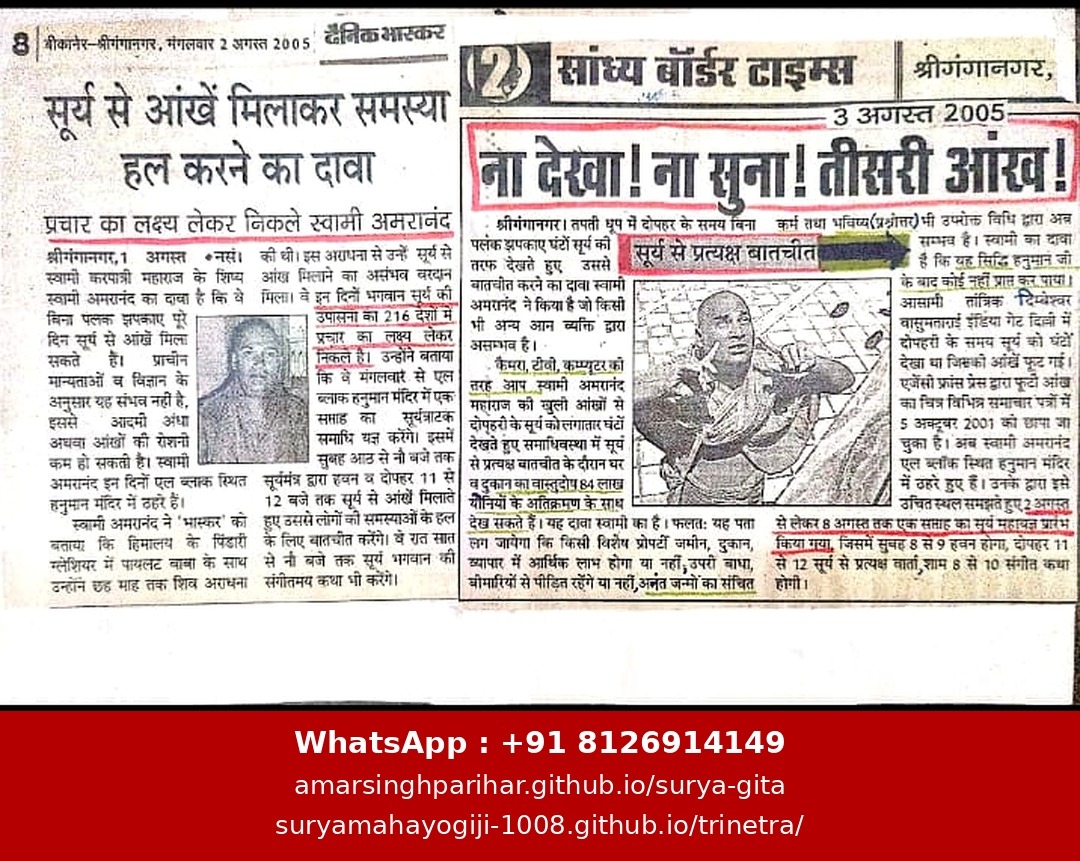 8 बीकानेर-श्रीगंगानगर, मंगलवार 2 अगस्त 2005 दैनिक भास्कर
सूर्य से आंखें मिलाकर समस्या
हल करने का दावा
प्रचार का लक्ष्य लेकर निकले स्वामी अमरानंद
श्रीगंगानगर,1 अगस्त •नसं।
स्वामी करपात्री महाराज के शिष्य
स्वामी अमरानंद का दावा है कि वे
बिना पलक झपकाए पूरे
दिन सूर्य से आंखें मिला
सकते हैं। प्राचीन
मान्यताओं व विज्ञान के
अनुसार यह संभव नहीं है,
इससे आदमी अंधा
अथवा आंखों की रोशनी
कम हो सकती है। स्वामी
अमरानंद इन दिनों एल ब्लाक स्थित
हनुमान मंदिर में ठहरे हैं।
स्वामी अमरानंद ने 'भास्कर' को
बताया कि हिमालय के पिंडारी
ग्लेशियर में पायलट बाबा के साथ
उन्होंने छह माह तक शिव अराधना
की थी। इस अराधना से उन्हें सूर्य से
आंख मिलाने का असंभव वरदान
मिला। वे इन दिनों भगवान सूर्य की
उपासना का 216 देशों में
प्रचार का लक्ष्य लेकर
निकले है। उन्होंने बताया
कि वे मंगलवार से एल
ब्लाक हनुमान मंदिर में एक
सप्ताह का सूर्यत्राटक
समाधि यज्ञ करेंगे। इसमें
सुबह आठ से नौ बजे तक
सूर्यमंत्र द्वारा हवन व दोपहर 11 से
12 बजे तक सूर्य से आंखें मिलाते
हुए उससे लोगों की समस्याओं के हल
के लिए बातचीत करेंगे। वे रात सात
से नौ बजे तक सूर्य भगवान की
संगीतमय कथा भी करेंगे।
(2) सांध्य बॉर्डर टाइम्स श्रीगंगानगर,
3 अगस्त 2005
ना देखा! ना सुना! तीसरी आंख!
सूर्य से प्रत्यक्ष बातचीत
श्रीगंगानगर। तपती धूप में दोपहर के समय बिना
पलक झपकाए घंटों सूर्य की
तरफ देखते हुए उससे
बातचीत करने का दावा स्वामी
अमरानंद ने किया है जो किसी
भी अन्य आन व्यक्ति द्वारा
असम्भव है।
कैमरा, टीवी, कम्प्यूटर की
तरह आप स्वामी अमरानंद
महाराज की खुली आंखों से
दोपहरी के सूर्य को लगातार घंटों
देखते हुए समाधिवस्था में सूर्य
से प्रत्यक्ष बातचीत के दौरान घर
व दुकान का वास्तुदोष 84 लाख
योनियों के अतिक्रमण के साथ
देख सकते हैं। यह दावा स्वामी का है। फलतः यह पता
लग जायेगा कि किसी विशेष प्रोपर्टी जमीन, दुकान,
व्यापार में आर्थिक लाभ होगा या नहीं, उपरी बाधा,
बीमारियों से पीड़ित रहेंगे या नहीं, अनंत जन्मों का संचित
कर्म तथा भविष्य(प्रश्नोत्तर)भी उपरोक्त विधि द्वारा अब
सम्भव है। स्वामी का दावा
है कि यह सिद्धि हनुमान जी
के बाद कोई नहीं प्राप्त कर पाया।
आसामी तांत्रिक दिम्बेश्वर
वासुमतारई इंडिया गेट दिल्ली में
दोपहरी के समय सूर्य को घंटों
देखा था जिसकी आंखें फूट गई।
एजेंसी फ्रांस प्रेस द्वारा फूटी आंख
का चित्र विभिन्न समाचार पत्रों में
5 अक्टूबर 2001 को छापा जा
चुका है। अब स्वामी अमरानंद
एल ब्लॉक स्थित हनुमान मंदिर
में ठहरे हुए हैं। उनके द्वारा इसे
उचित स्थल समझते हुए 2 अगस्त
से लेकर 8 अगस्त तक एक सप्ताह का सूर्य महायज्ञ प्रारंभ
किया गया, जिसमें सुबह 8 से 9 हवन होगा, दोपहर 11
से 12 सूर्य से प्रत्यक्ष वार्ता, शाम 8 से 10 संगीत कथा
होगी।
WhatsApp : +91 8126914149
amarsinghparihar.github.io/surya-gita
suryamahayogiji-1008.github.io/trinetra/